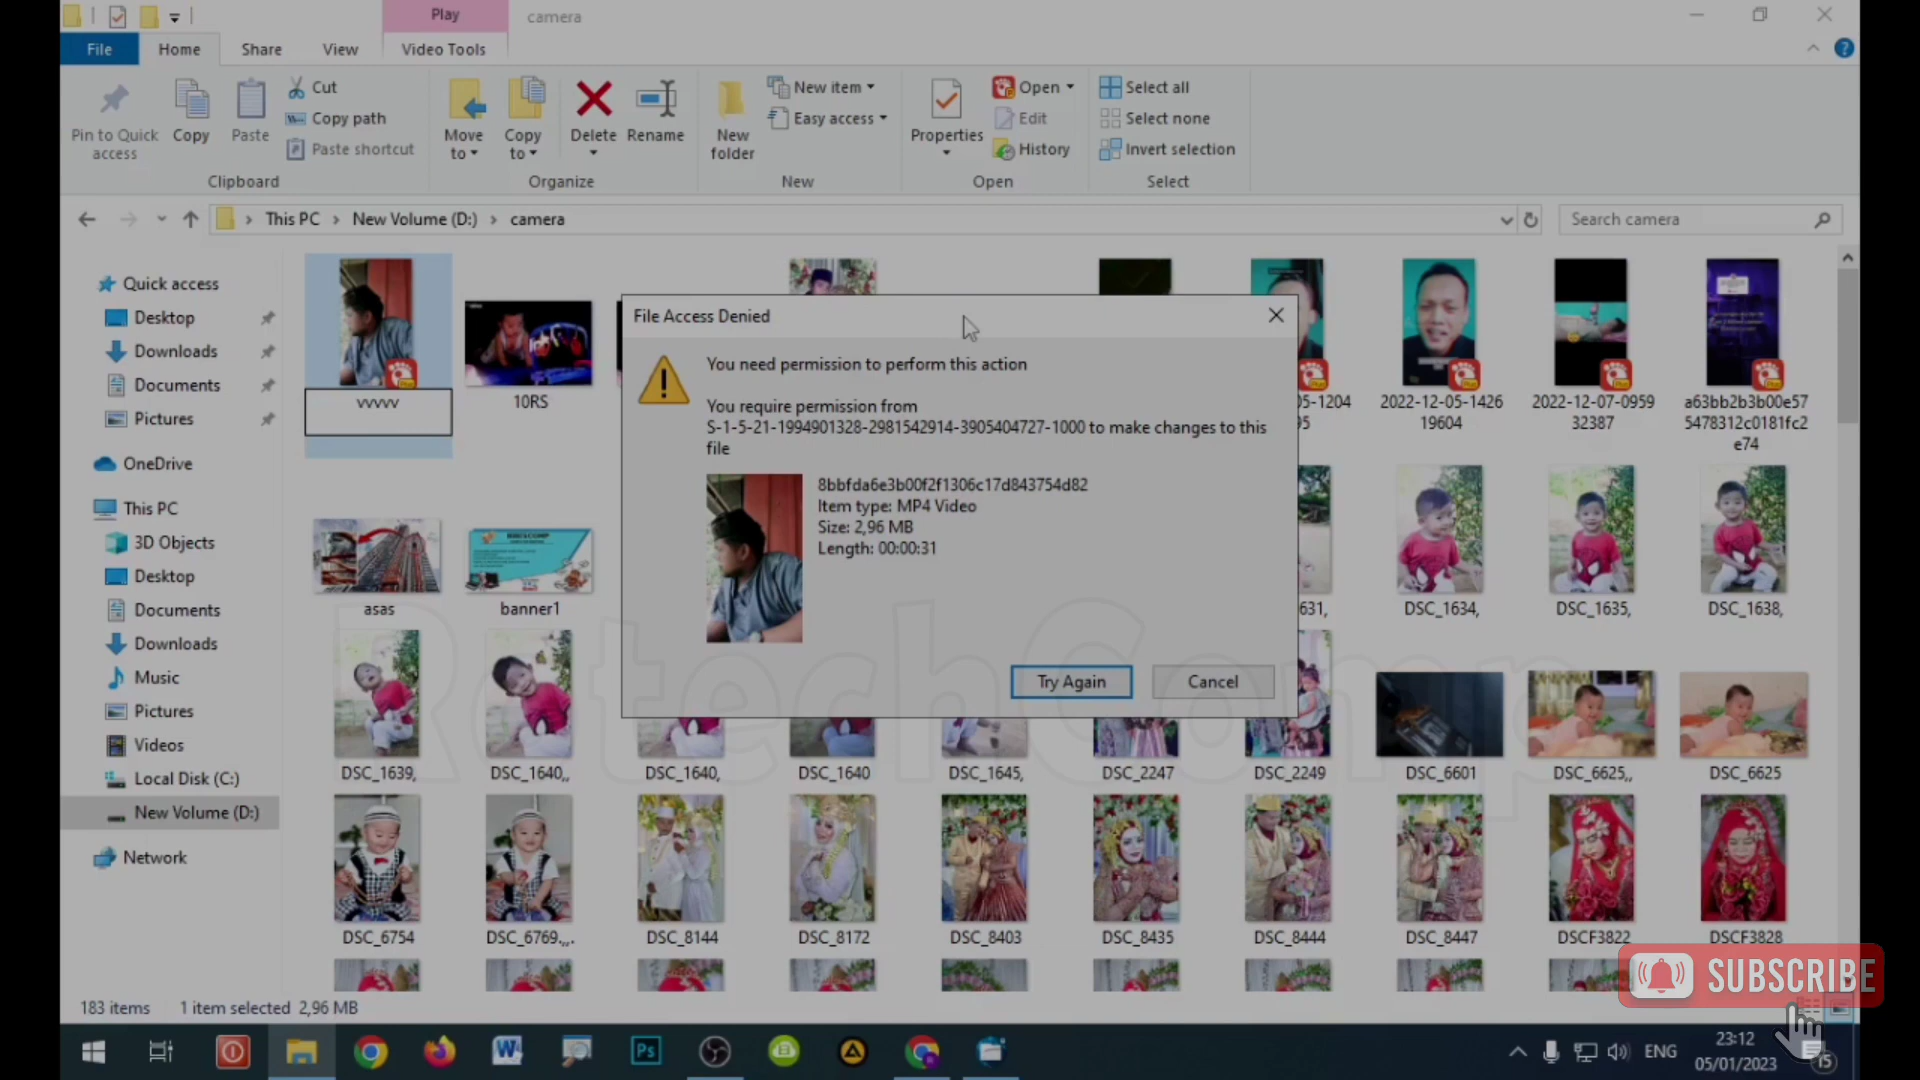 Play
camera
File
Home
Share
View
Video Tools
Pin to Quick access
Copy
Paste
Cut
Copy path
Paste shortcut
Move to
Copy to
Delete
Rename
New folder
New item
Easy access
Properties
Open
Edit
History
Select all
Select none
Invert selection
Clipboard
Organize
New
Open
Select
This PC
New Volume (D:)
camera
Search camera
Quick access
Desktop
Downloads
Documents
Pictures
OneDrive
This PC
3D Objects
Desktop
Documents
Downloads
Music
Pictures
Videos
Local Disk (C:)
New Volume (D:)
Network
vvvvv
10RS
05-1204
95
2022-12-05-1426
19604
2022-12-07-0959
32387
a63bb2b3b00e57
5478312c0181fc2
e74
File Access Denied
You need permission to perform this action
You require permission from
S-1-5-21-1994901328-2981542914-3905404727-1000 to make changes to this
file
8bbfda6e3b00f2f1306c17d843754d82
Item type: MP4 Video
Size: 2,96 MB
Length: 00:00:31
Try Again
Cancel
asas
banner1
631,
DSC_1634,
DSC_1635,
DSC_1638,
RotechComp
DSC_1639,
DSC_1640,,
DSC_1640,
DSC_1640
DSC_1645,
DSC_2247
DSC_2249
DSC_6601
DSC_6625,,
DSC_6625
DSC_6754
DSC_6769.,,.
DSC_8144
DSC_8172
DSC_8403
DSC_8435
DSC_8444
DSC_8447
DSCF3822
DSCF3828
SUBSCRIBE
183 items
1 item selected
2,96 MB
Ps
ENG
23:12
05/01/2023
15